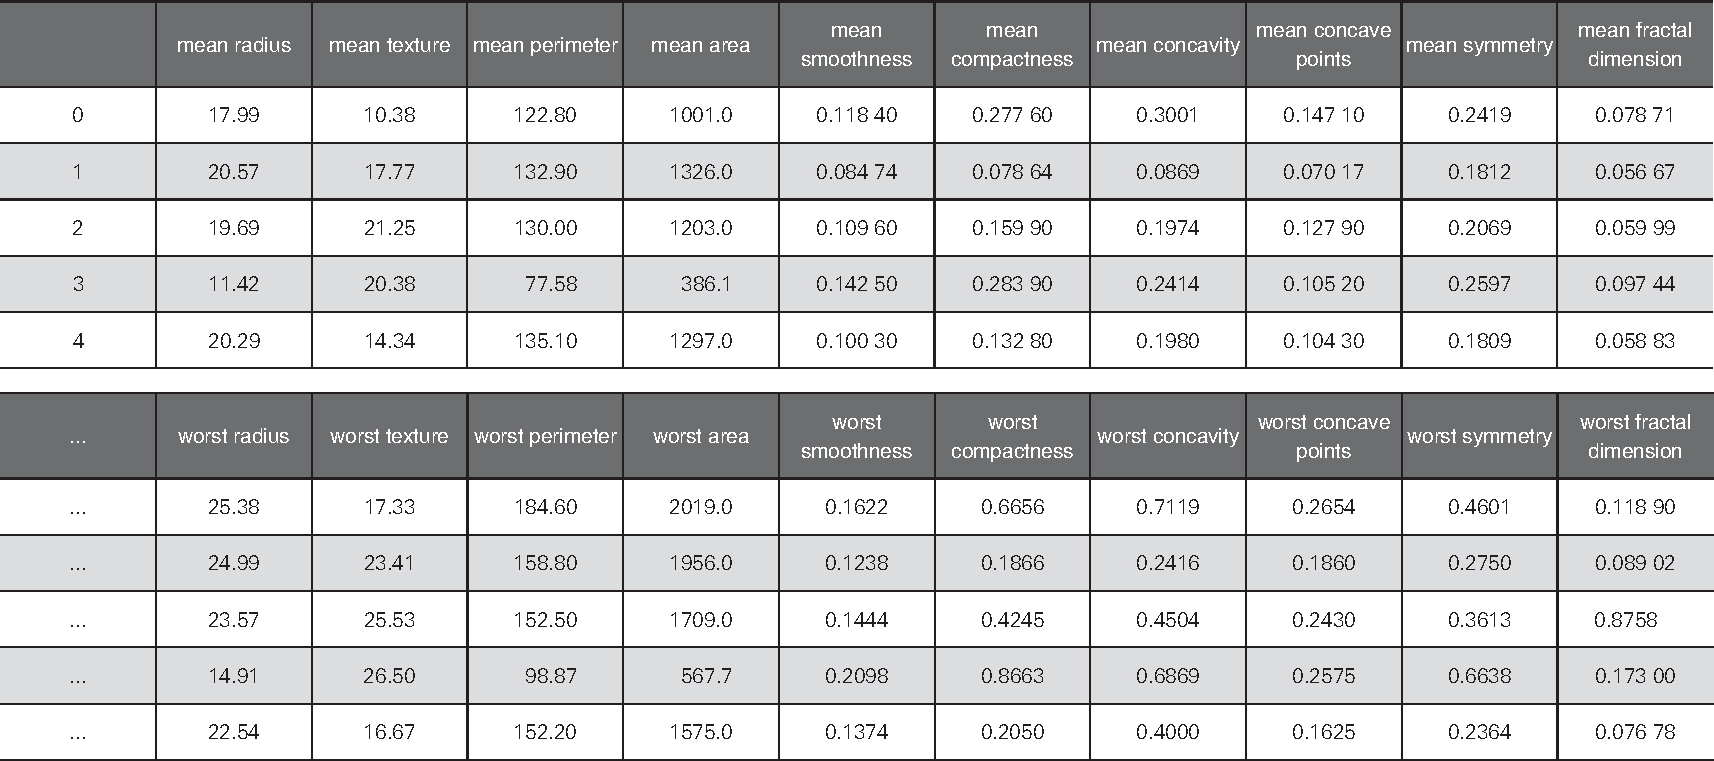 mean radius mean texture mean perimeter mean area mean smoothness mean compactness mean concavity mean concave points mean symmetry mean fractal dimension
0 17.99 10.38 122.80 1001.0 0.118 40 0.277 60 0.3001 0.147 10 0.2419 0.078 71
1 20.57 17.77 132.90 1326.0 0.084 74 0.078 64 0.0869 0.070 17 0.1812 0.056 67
2 19.69 21.25 130.00 1203.0 0.109 60 0.159 90 0.1974 0.127 90 0.2069 0.059 99
3 11.42 20.38 77.58 386.1 0.142 50 0.283 90 0.2414 0.105 20 0.2597 0.097 44
4 20.29 14.34 135.10 1297.0 0.100 30 0.132 80 0.1980 0.104 30 0.1809 0.058 83
... worst radius worst texture worst perimeter worst area worst smoothness worst compactness worst concavity worst concave points worst symmetry worst fractal dimension
... 25.38 17.33 184.60 2019.0 0.1622 0.6656 0.7119 0.2654 0.4601 0.118 90
... 24.99 23.41 158.80 1956.0 0.1238 0.1866 0.2416 0.1860 0.2750 0.089 02
... 23.57 25.53 152.50 1709.0 0.1444 0.4245 0.4504 0.2430 0.3613 0.8758
... 14.91 26.50 98.87 567.7 0.2098 0.8663 0.6869 0.2575 0.6638 0.173 00
... 22.54 16.67 152.20 1575.0 0.1374 0.2050 0.4000 0.1625 0.2364 0.076 78